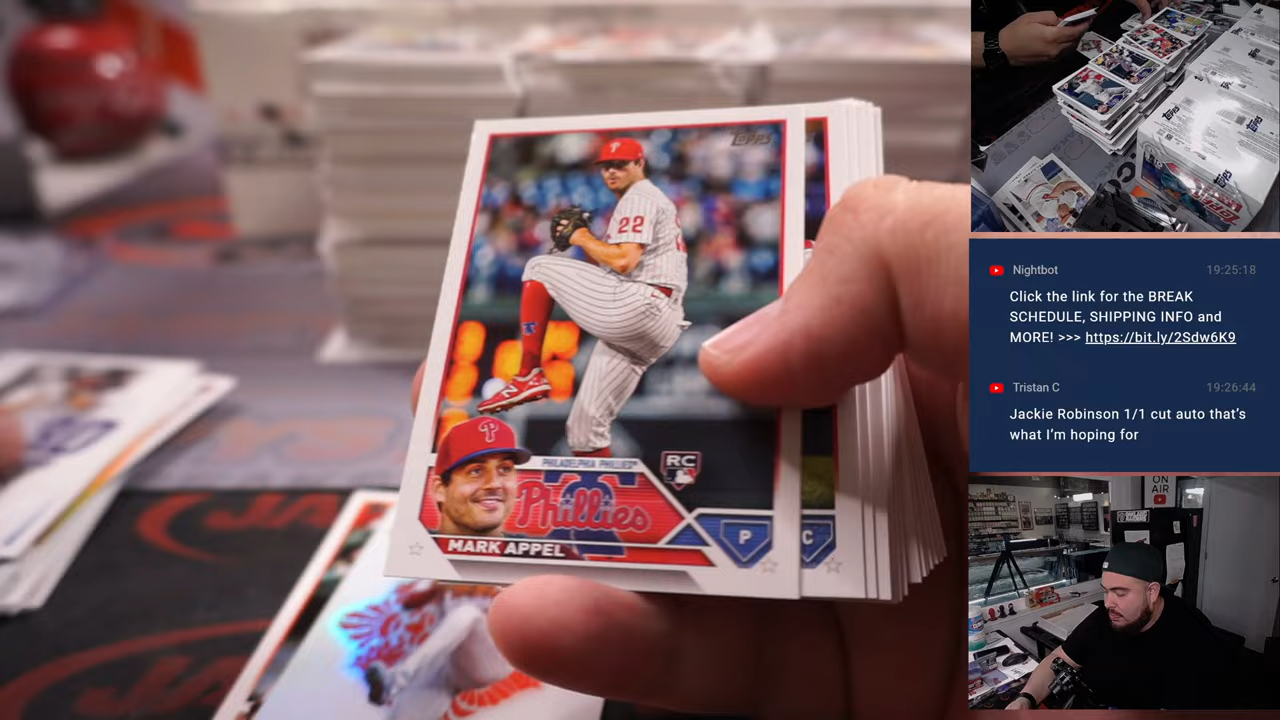 TOPPS
22
PHILADELPHIA PHILLIES
RC
Phillies
P
C
MARK APPEL
TOPPS
Nightbot 19:25:18
Click the link for the BREAK
SCHEDULE, SHIPPING INFO and
MORE! >>> https://bit.ly/2Sdw6K9
Tristan C 19:26:44
Jackie Robinson 1/1 cut auto that's
what I'm hoping for
ON
AIR